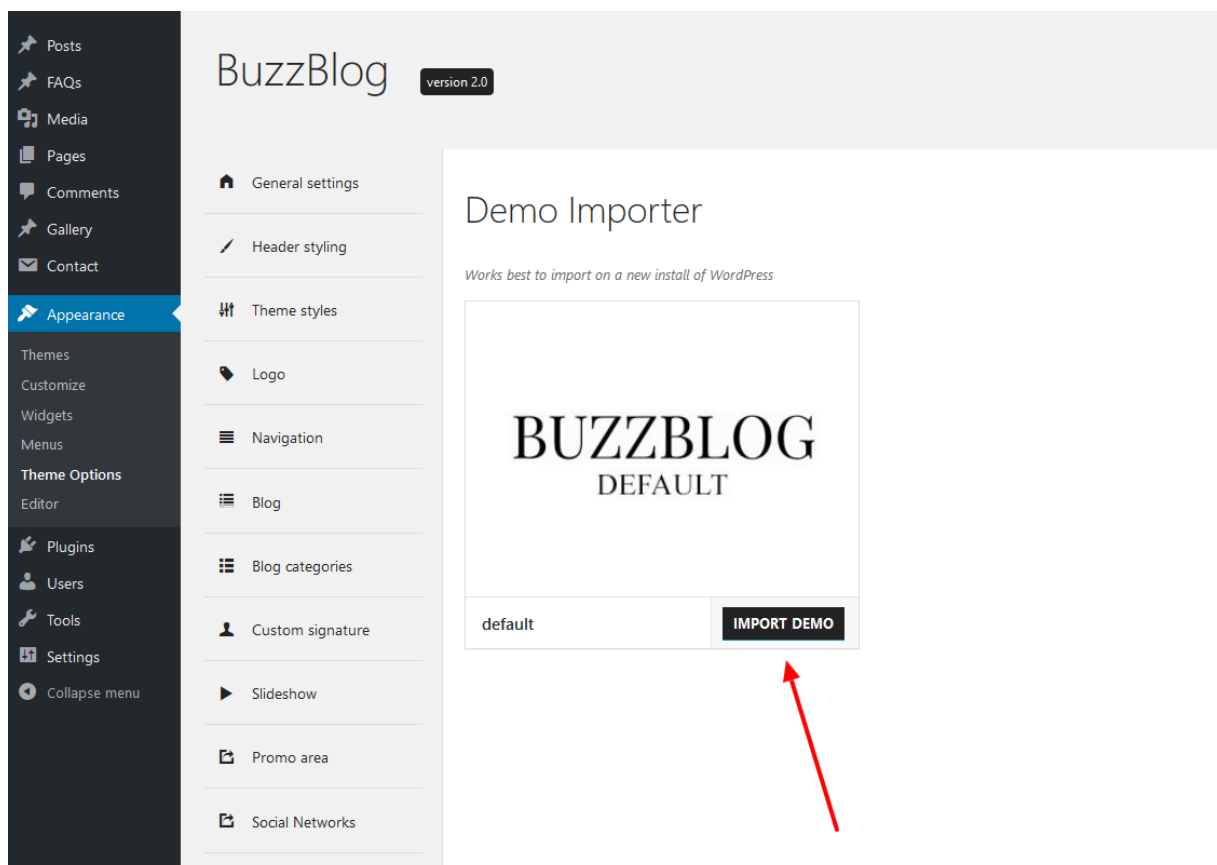 Posts
FAQs
Media
Pages
Comments
Gallery
Contact
Appearance
Themes
Customize
Widgets
Menus
Theme Options
Editor
Plugins
Users
Tools
Settings
Collapse menu
BuzzBlog
version 2.0
General settings
Header styling
Theme styles
Logo
Navigation
Blog
Blog categories
Custom signature
Slideshow
Promo area
Social Networks
Demo Importer
Works best to import on a new install of WordPress
BUZZBLOG
DEFAULT
default
IMPORT DEMO